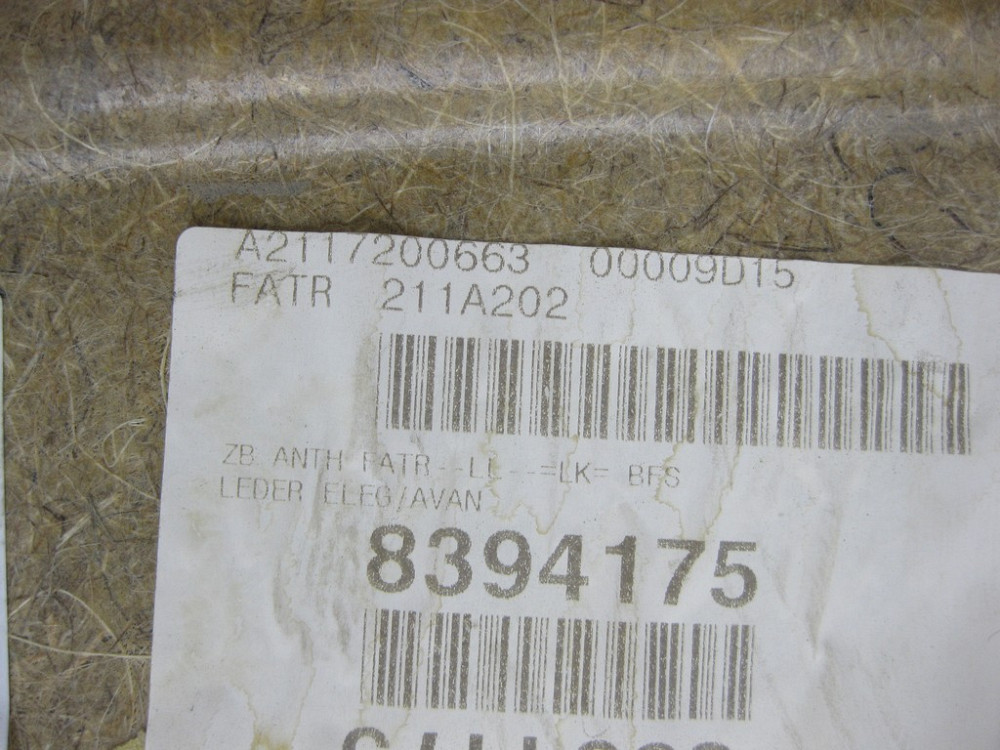 A2117200663 00009D15
FATR 211A202
ZB ANTH FATR--LL--=LK= BFS
LEDER ELEG/AVAN
8394175